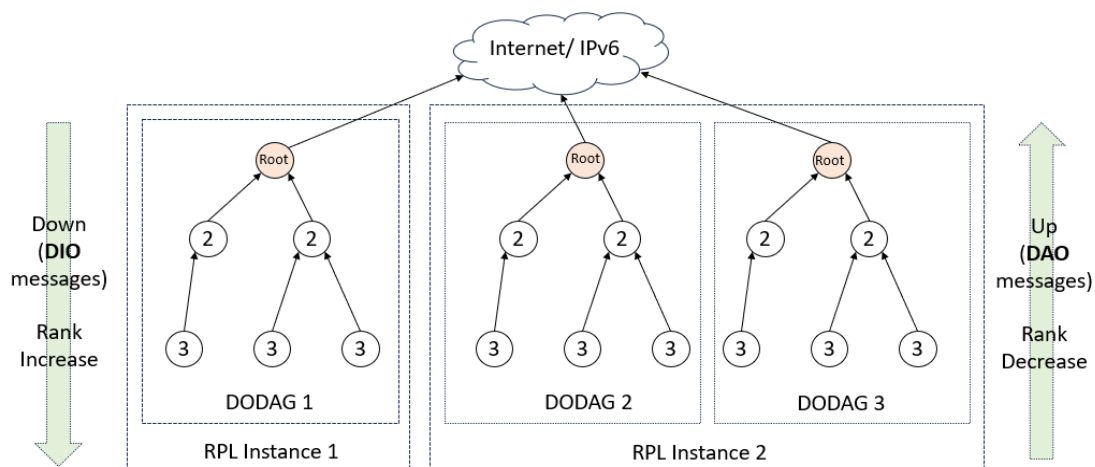 Internet/ IPv6
Down
(DIO
messages)
Rank
Increase
Root
2
2
3
3
3
DODAG 1
RPL Instance 1
Root
2
2
3
3
3
DODAG 2
Root
2
2
3
3
3
DODAG 3
RPL Instance 2
Up
(DAO
messages)
Rank
Decrease